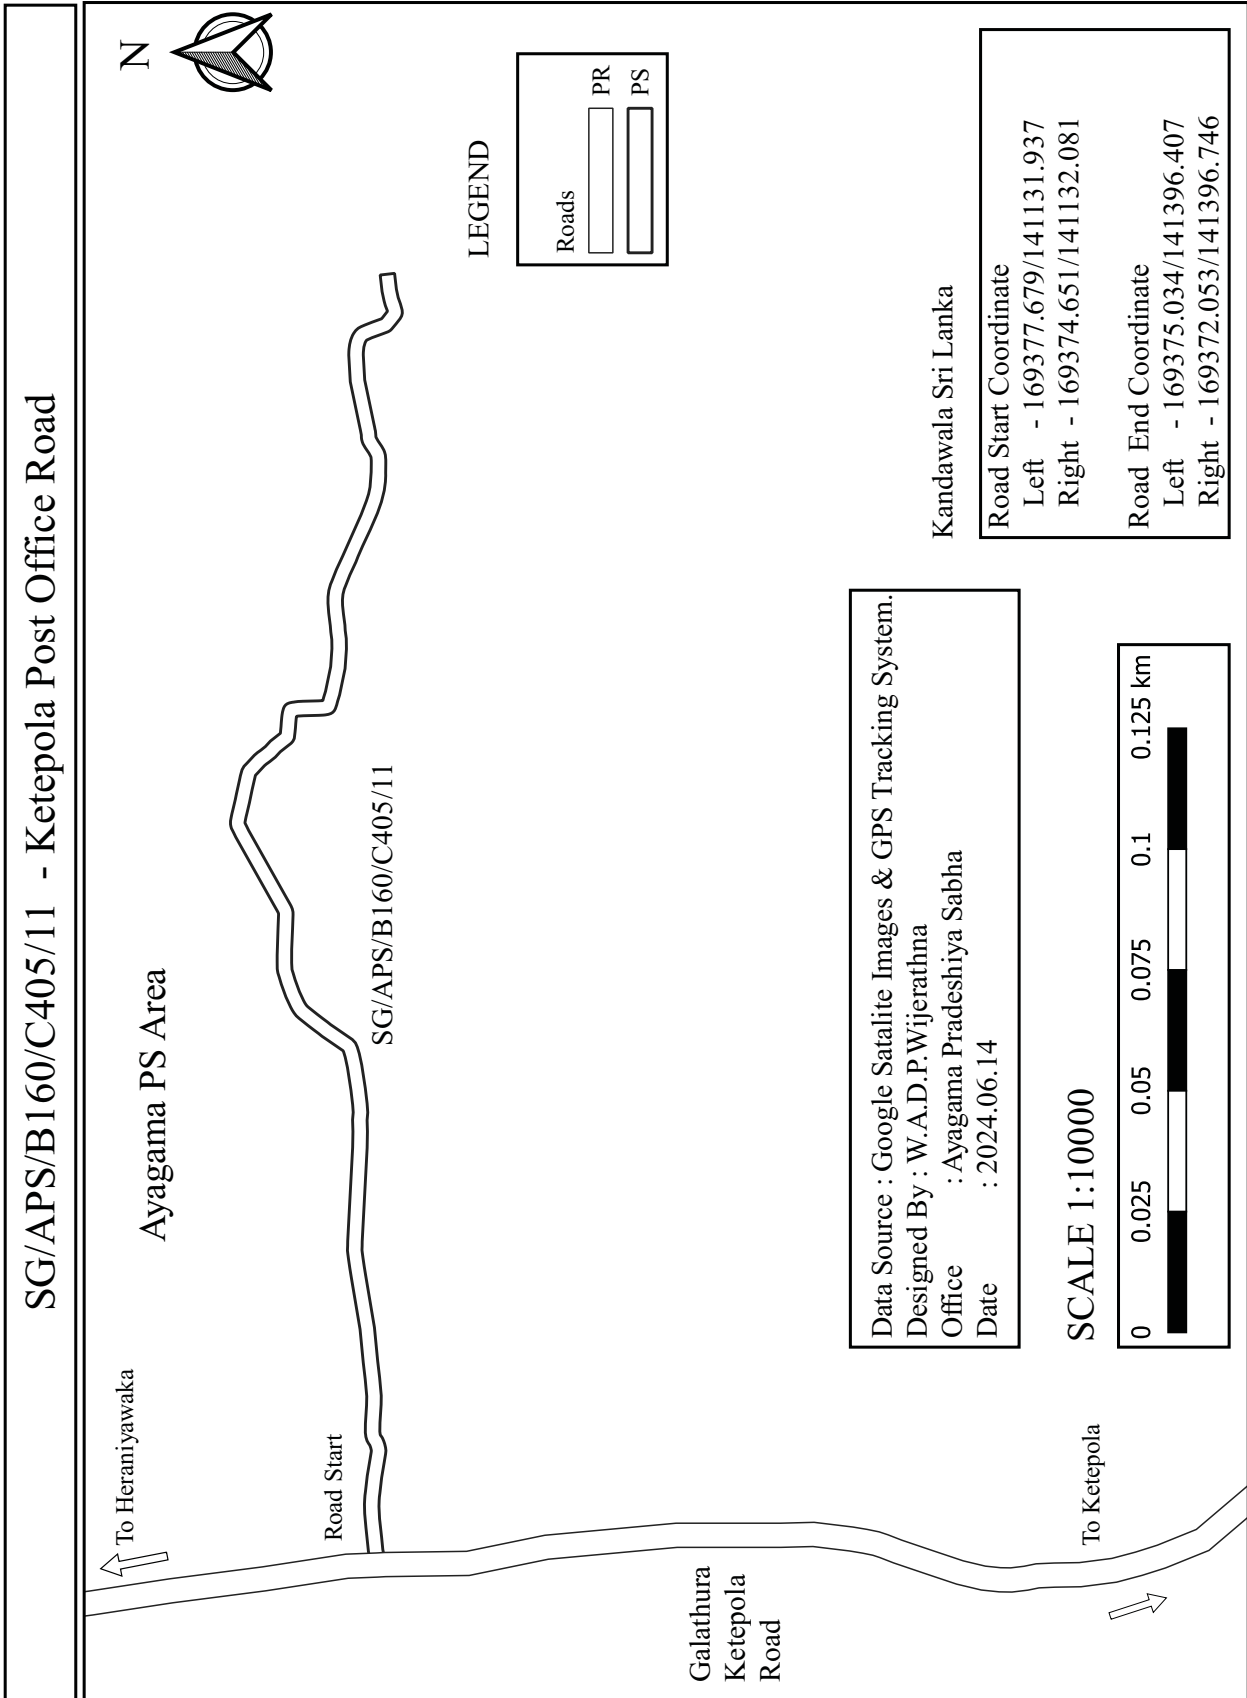 SG/APS/B160/C405/11 - Ketepola Post Office Road
N
Ayagama PS Area
To Heraniyawaka
Road Start
SG/APS/B160/C405/11
LEGEND
Roads
PR
PS
Galathura
Ketepola
Road
To Ketepola
Data Source : Google Satalite Images & GPS Tracking System.
Designed By : W.A.D.P.Wijerathna
Office : Ayagama Pradeshiya Sabha
Date : 2024.06.14
SCALE 1:10000
0 0.025 0.05 0.075 0.1 0.125 km
Kandawala Sri Lanka
Road Start Coordinate
Left - 169377.679/141131.937
Right - 169374.651/141132.081
Road End Coordinate
Left - 169375.034/141396.407
Right - 169372.053/141396.746